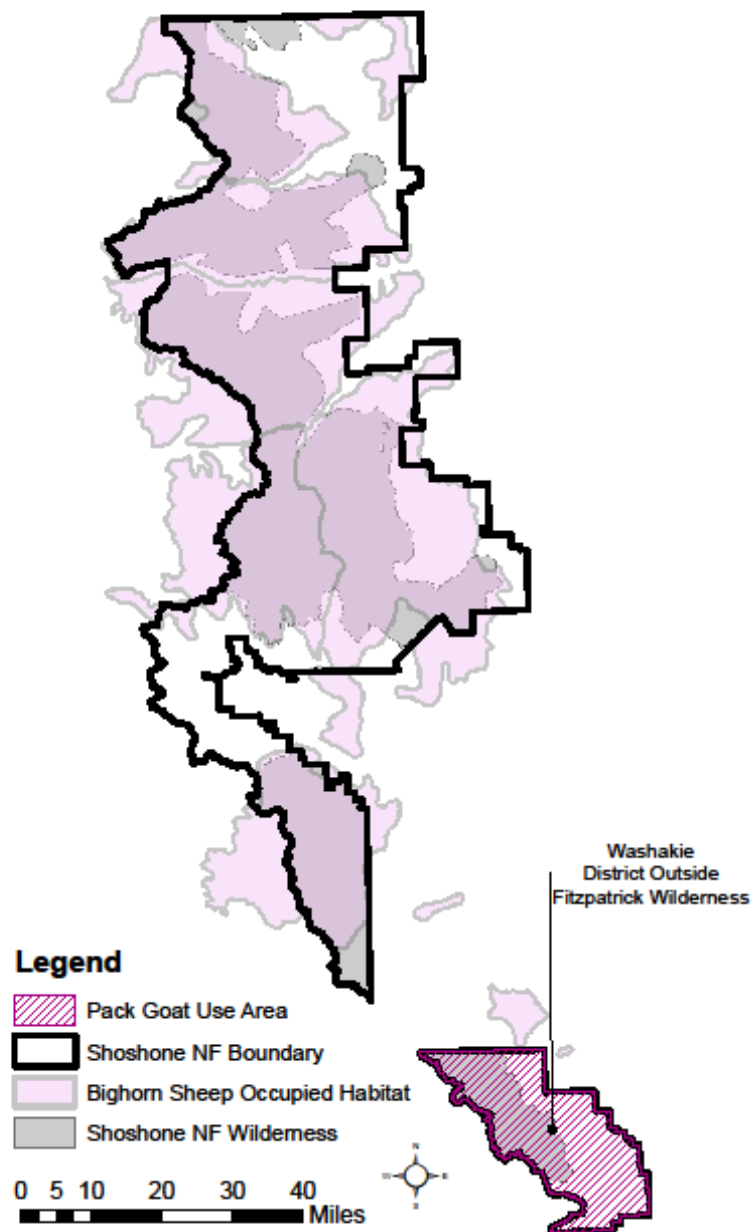 Washakie
District Outside
Fitzpatrick Wilderness
Legend
Pack Goat Use Area
Shoshone NF Boundary
Bighorn Sheep Occupied Habitat
Shoshone NF Wilderness
N
W E
S
0 5 10 20 30 40
Miles